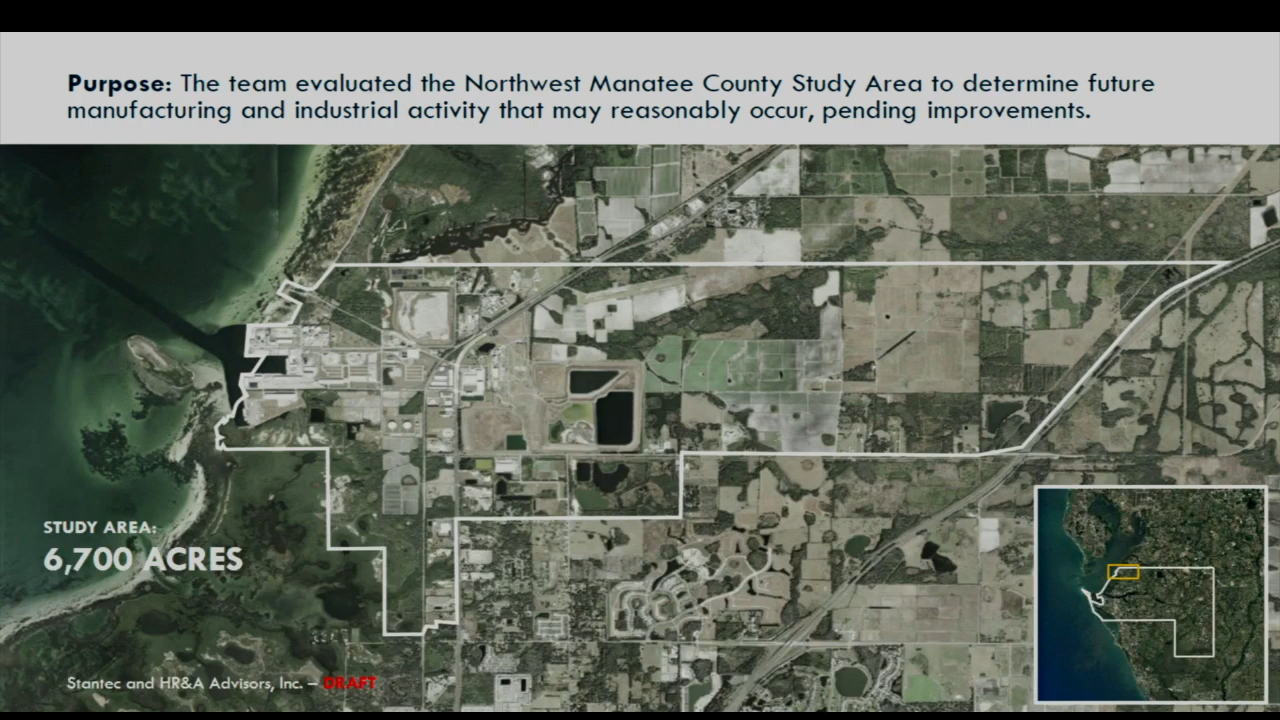 Purpose: The team evaluated the Northwest Manatee County Study Area to determine future
manufacturing and industrial activity that may reasonably occur, pending improvements.
STUDY AREA:
6,700 ACRES
Stantec and HR&A Advisors, Inc. – DRAFT